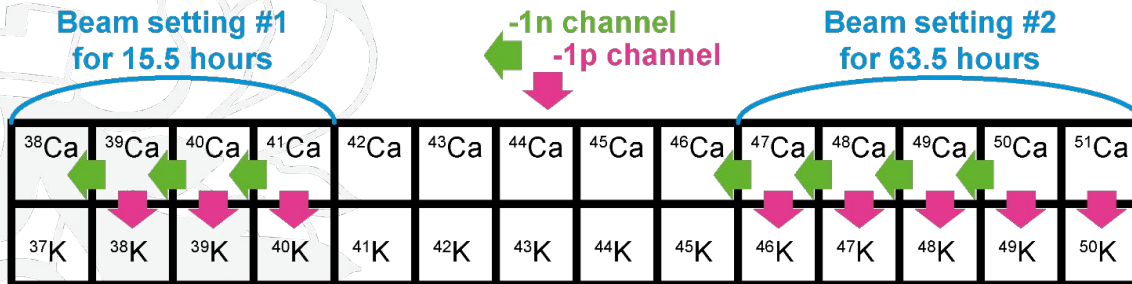 Beam setting #1
for 15.5 hours
-1n channel
-1p channel
Beam setting #2
for 63.5 hours
³⁸Ca ³⁹Ca ⁴⁰Ca ⁴¹Ca ⁴²Ca ⁴³Ca ⁴⁴Ca ⁴⁵Ca ⁴⁶Ca ⁴⁷Ca ⁴⁸Ca ⁴⁹Ca ⁵⁰Ca ⁵¹Ca
³⁷K ³⁸K ³⁹K ⁴⁰K ⁴¹K ⁴²K ⁴³K ⁴⁴K ⁴⁵K ⁴⁶K ⁴⁷K ⁴⁸K ⁴⁹K ⁵⁰K